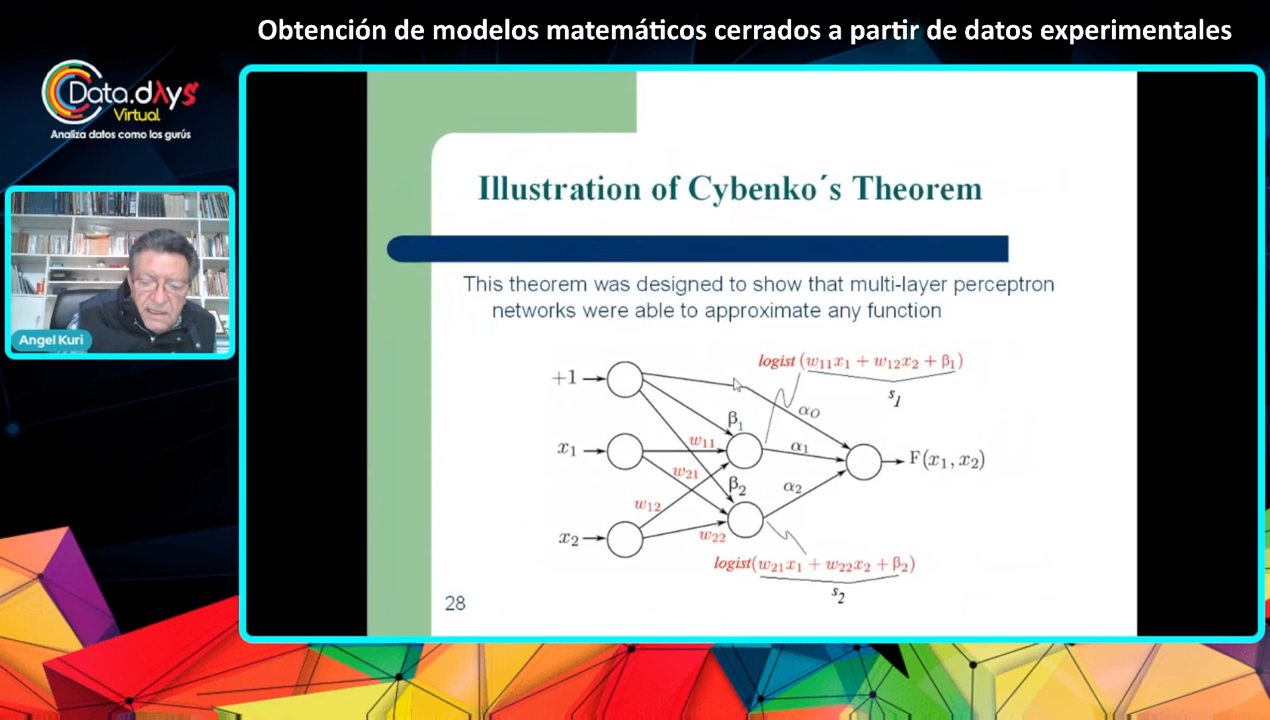 Obtención de modelos matemáticos cerrados a partir de datos experimentales
Data.dλys
Virtual
Analiza datos como los gurús
Angel Kuri
Illustration of Cybenko´s Theorem
This theorem was designed to show that multi-layer perceptron
networks were able to approximate any function
logist (w11x1 + w12x2 + β1)
s1
+1
α0
β1
w11
α1
x1
F(x1, x2)
w21
β2
α2
w12
x2
w22
logist(w21x1 + w22x2 + β2)
s2
28